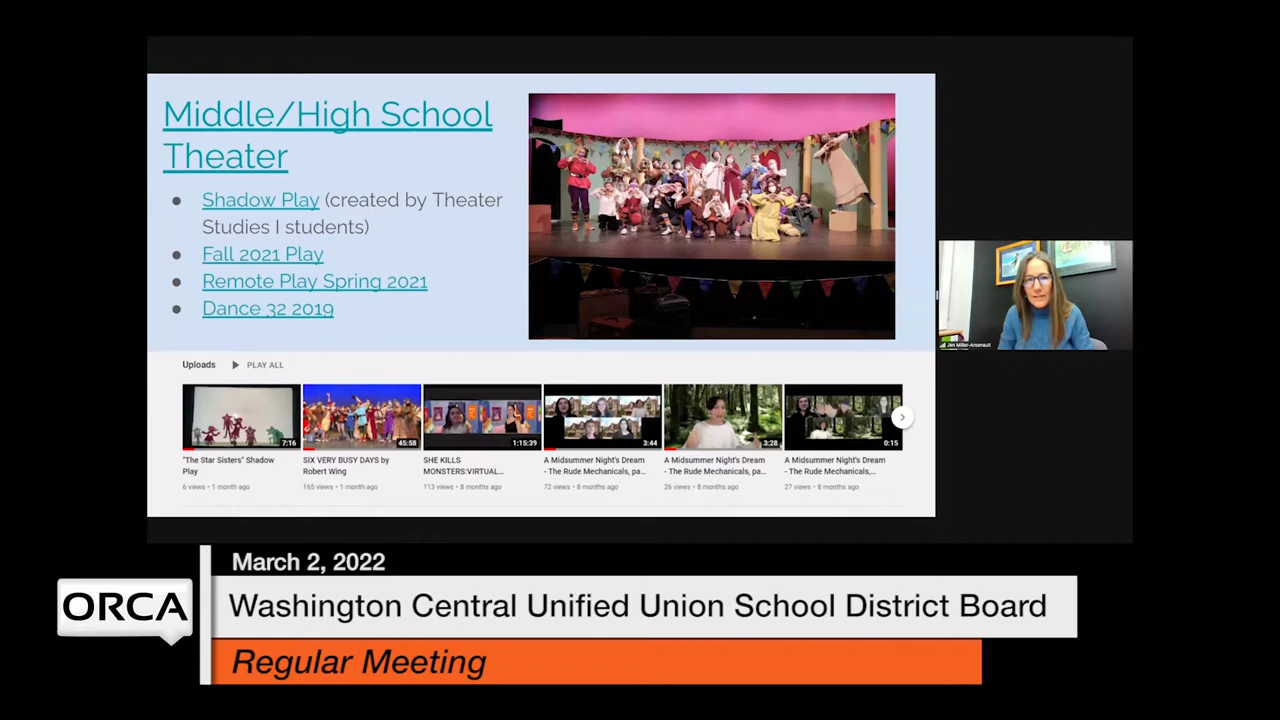 Middle/High School
Theater
● Shadow Play (created by Theater
Studies I students)
● Fall 2021 Play
● Remote Play Spring 2021
● Dance 32 2019
Uploads PLAY ALL
7:16
45:58
1:15:39
3:44
3:28
0:15
"The Star Sisters" Shadow
Play
6 views • 1 month ago
SIX VERY BUSY DAYS by
Robert Wing
165 views • 1 month ago
SHE KILLS
MONSTERS:VIRTUAL...
113 views • 8 months ago
A Midsummer Night's Dream
- The Rude Mechanicals, pa...
72 views • 8 months ago
A Midsummer Night's Dream
- The Rude Mechanicals, pa...
26 views • 8 months ago
A Midsummer Night's Dream
- The Rude Mechanicals,...
27 views • 8 months ago
Jen Miller-Arsenault
March 2, 2022
ORCA
Washington Central Unified Union School District Board
Regular Meeting